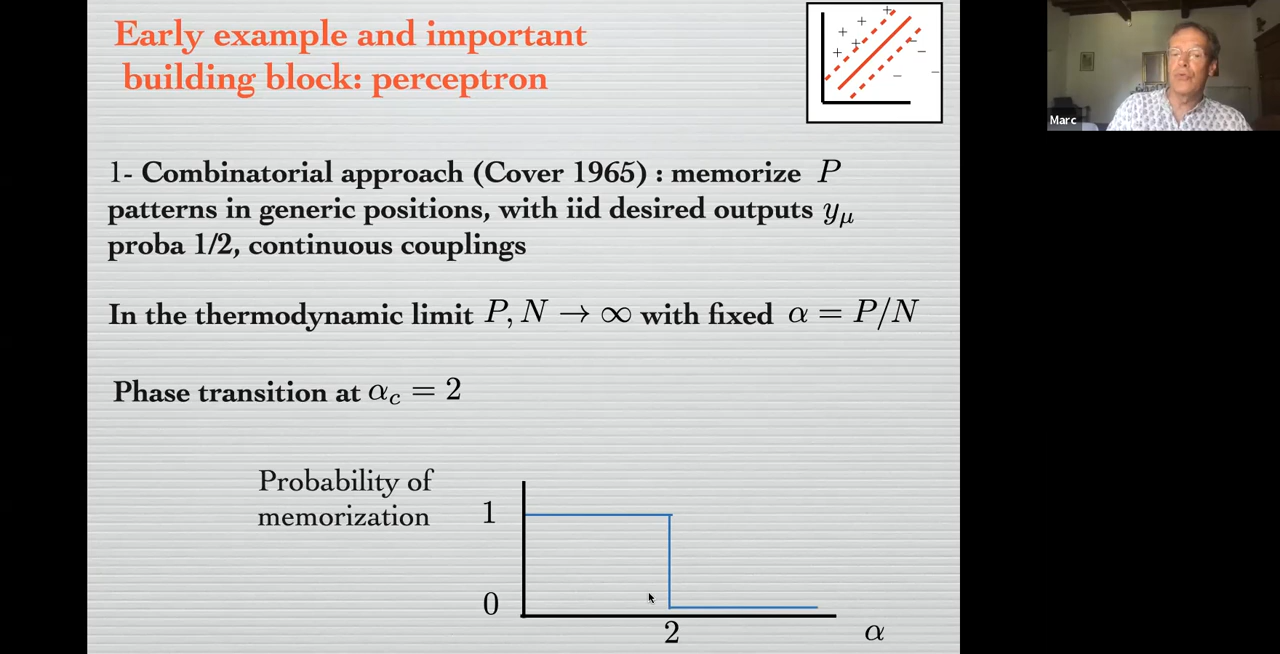 Early example and important
building block: perceptron
1- Combinatorial approach (Cover 1965) : memorize P
patterns in generic positions, with iid desired outputs yμ
proba 1/2, continuous couplings
In the thermodynamic limit P, N → ∞ with fixed α = P/N
Phase transition at αc = 2
Probability of
memorization
1
0
2
α
Marc